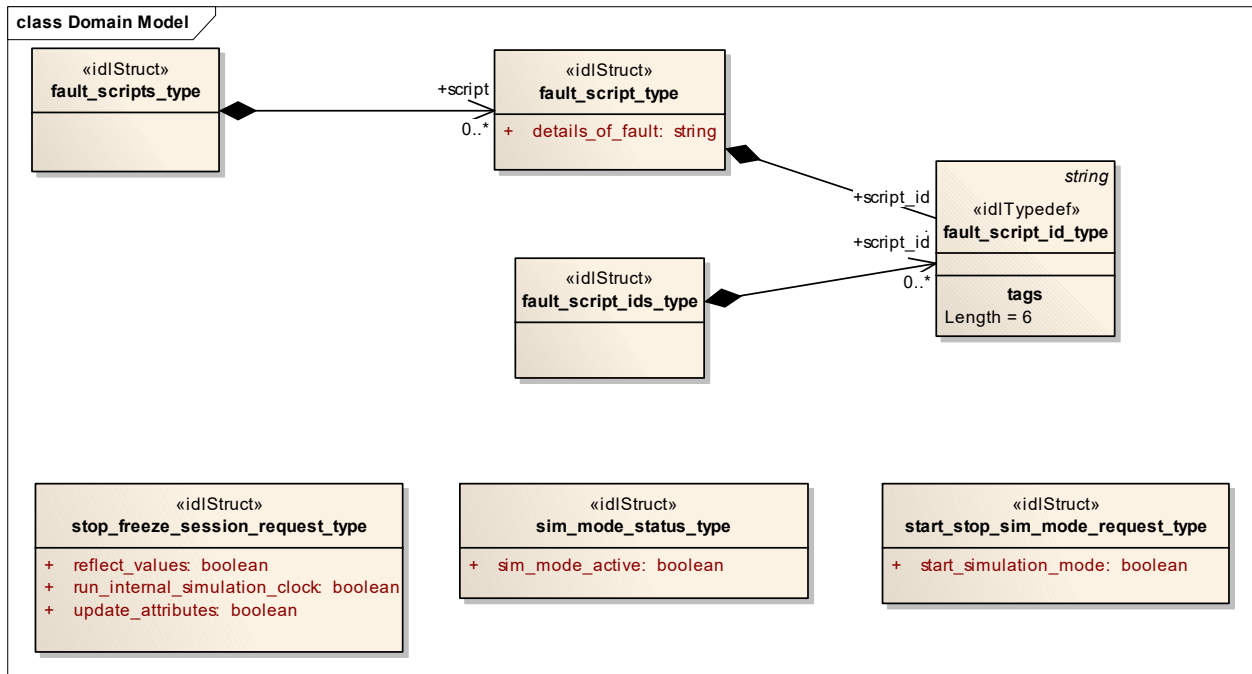 class Domain Model
«idlStruct»
fault_scripts_type
+script
0..*
«idlStruct»
fault_script_type
+ details_of_fault: string
+script_id
string
«idlTypedef»
fault_script_id_type
tags
Length = 6
+script_id
0..*
«idlStruct»
fault_script_ids_type
«idlStruct»
stop_freeze_session_request_type
+ reflect_values: boolean
+ run_internal_simulation_clock: boolean
+ update_attributes: boolean
«idlStruct»
sim_mode_status_type
+ sim_mode_active: boolean
«idlStruct»
start_stop_sim_mode_request_type
+ start_simulation_mode: boolean